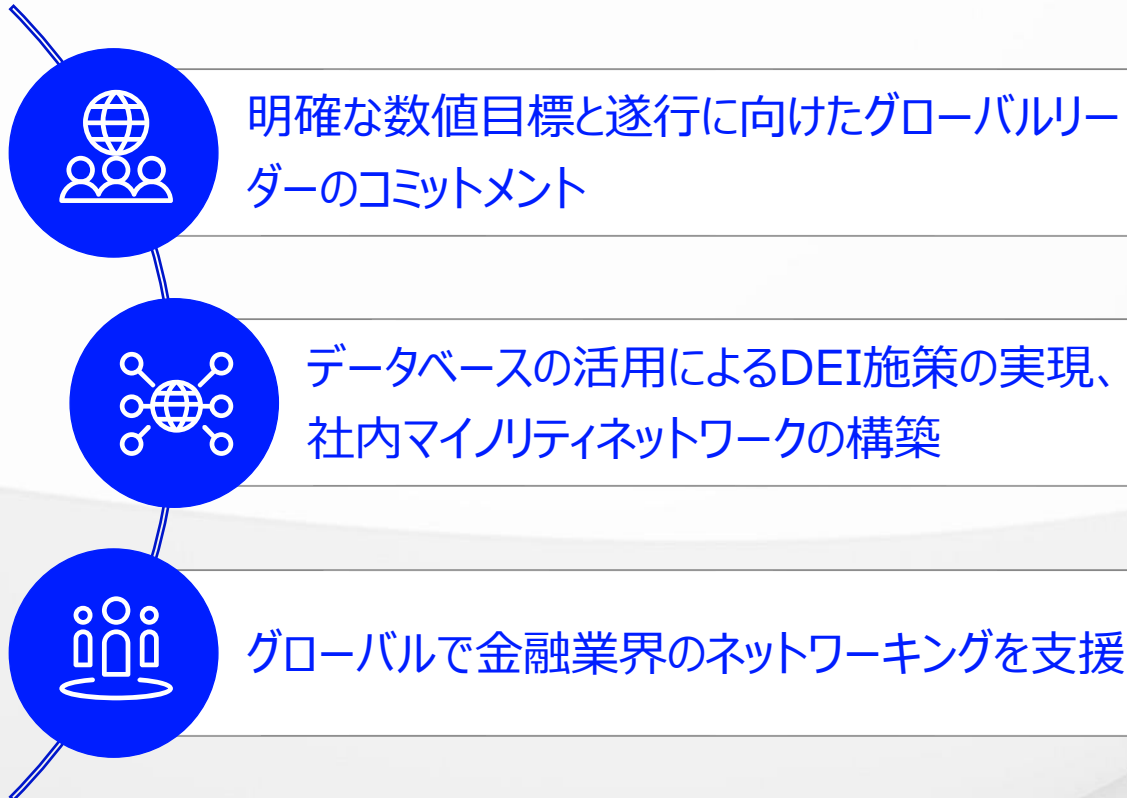 明確な数値目標と遂行に向けたグローバルリー
ダーのコミットメント
データベースの活用によるDEI施策の実現、
社内マイノリティネットワークの構築
グローバルで金融業界のネットワーキングを支援